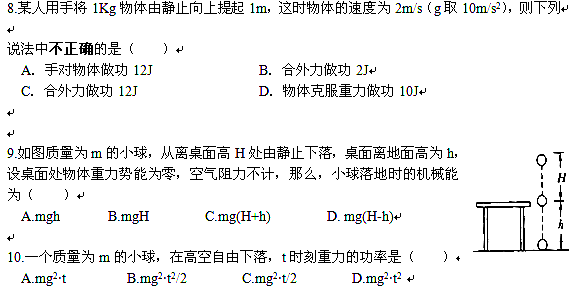 8.某人用手将 1Kg 物体由静止向上提起 1m，这时物体的速度为 2m/s（g 取 10m/s²），则下列
说法中不正确的是（　　）
A．手对物体做功 12J　　B．合外力做功 2J
C．合外力做功 12J　　D．物体克服重力做功 10J
9.如图质量为 m 的小球，从离桌面高 H 处由静止下落，桌面离地面高为 h，
设桌面处物体重力势能为零，空气阻力不计，那么，小球落地时的机械能
为（　　）
A.mgh　　B.mgH　　C.mg(H+h)　　D. mg(H-h)
H
h
10.一个质量为 m 的小球，在高空自由下落，t 时刻重力的功率是（　　）
A.mg²·t　　B.mg²·t²/2　　C.mg²·t/2　　D.mg²·t²